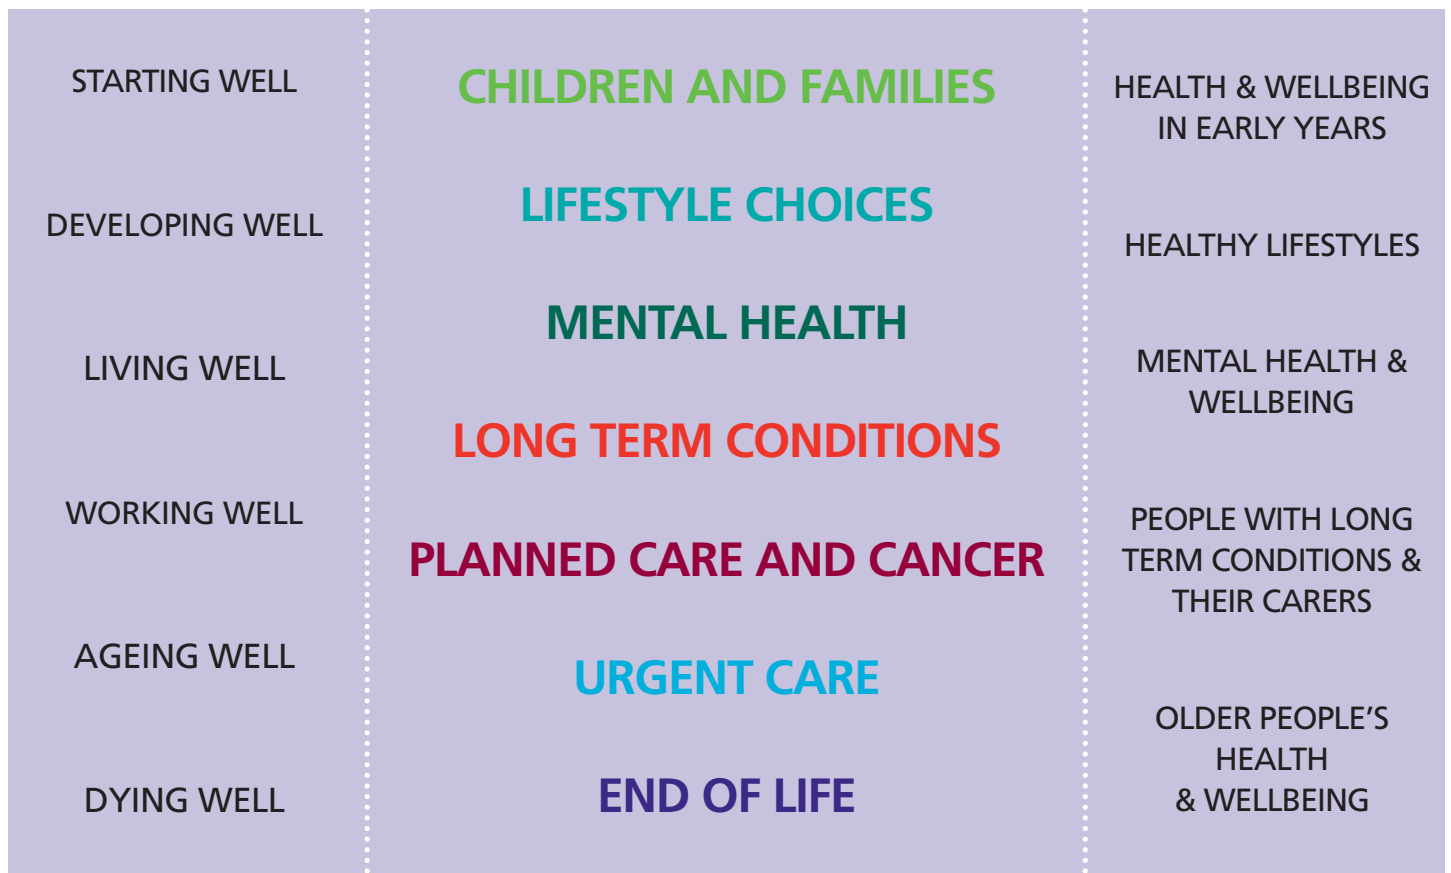 STARTING WELL
DEVELOPING WELL
LIVING WELL
WORKING WELL
AGEING WELL
DYING WELL
CHILDREN AND FAMILIES
LIFESTYLE CHOICES
MENTAL HEALTH
LONG TERM CONDITIONS
PLANNED CARE AND CANCER
URGENT CARE
END OF LIFE
HEALTH & WELLBEING
IN EARLY YEARS
HEALTHY LIFESTYLES
MENTAL HEALTH &
WELLBEING
PEOPLE WITH LONG
TERM CONDITIONS &
THEIR CARERS
OLDER PEOPLE’S
HEALTH
& WELLBEING